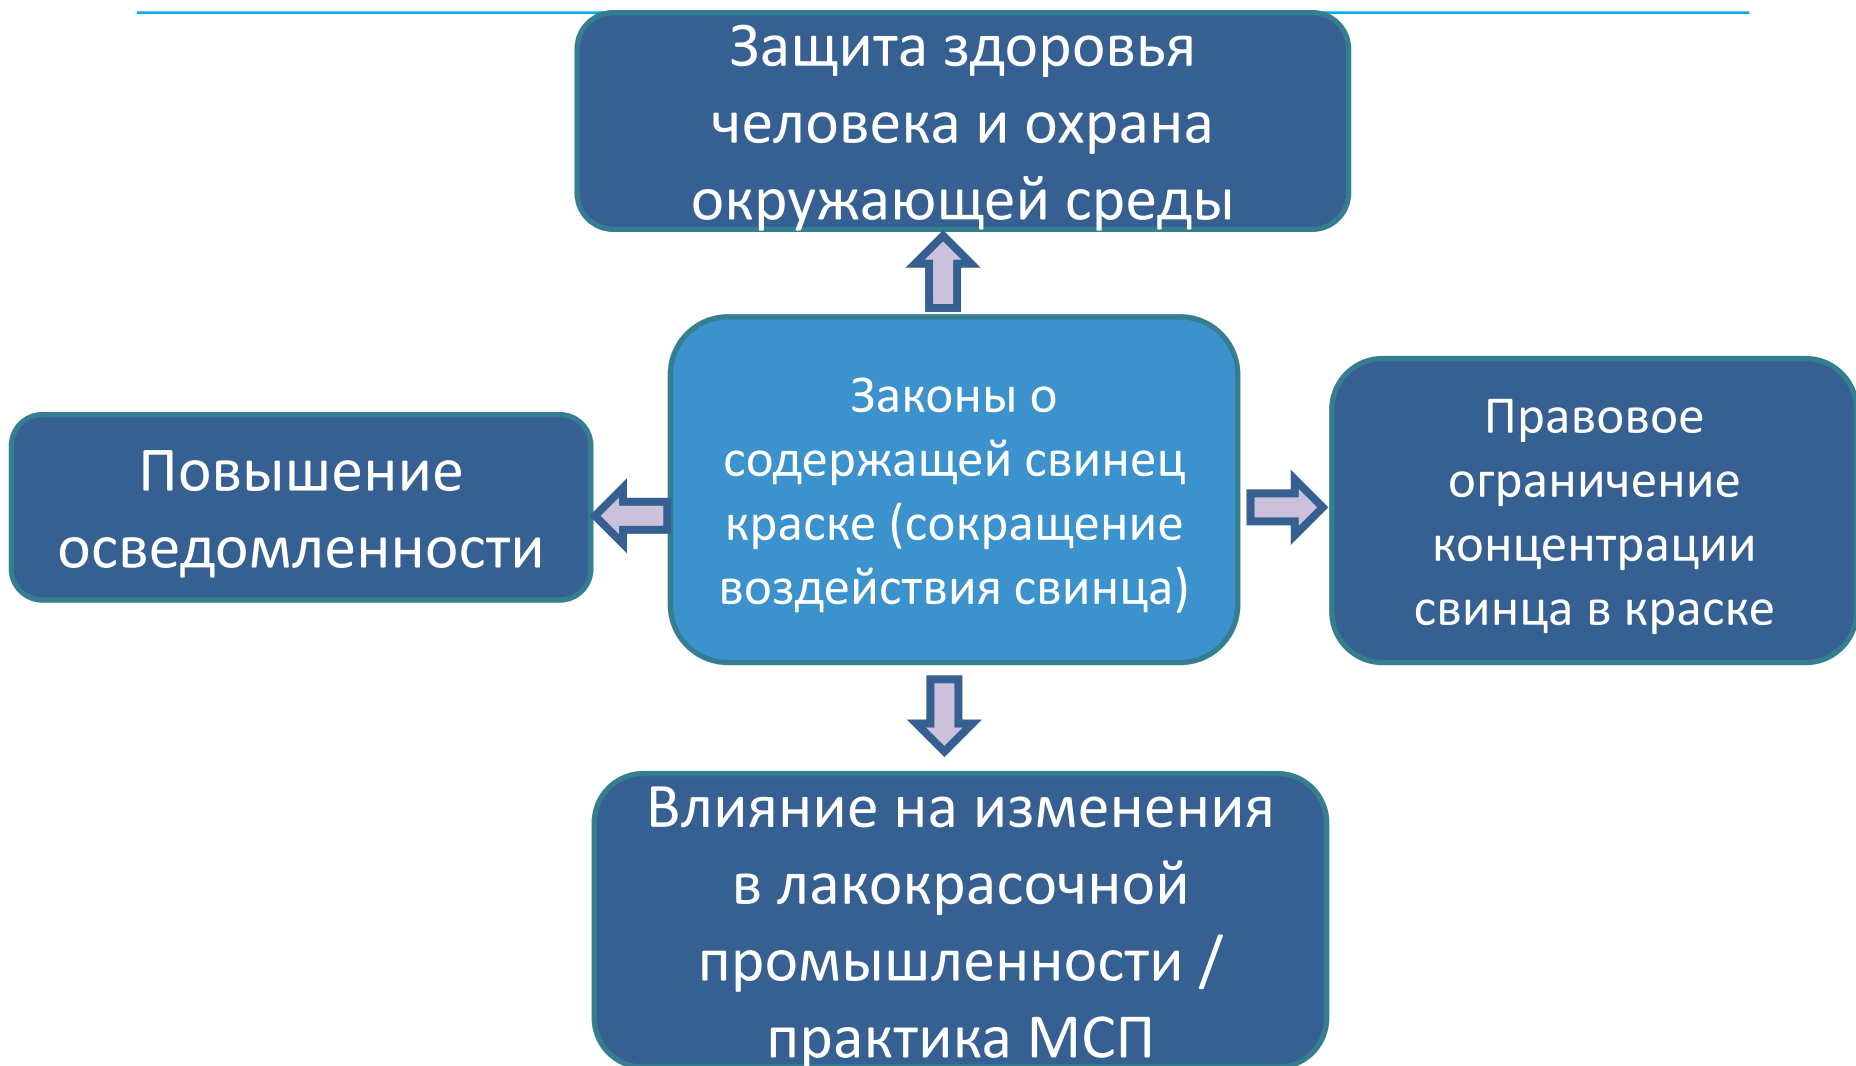 Защита здоровья
человека и охрана
окружающей среды
Повышение
осведомленности
Законы о
содержащей свинец
краске (сокращение
воздействия свинца)
Правовое
ограничение
концентрации
свинца в краске
Влияние на изменения
в лакокрасочной
промышленности /
практика МСП